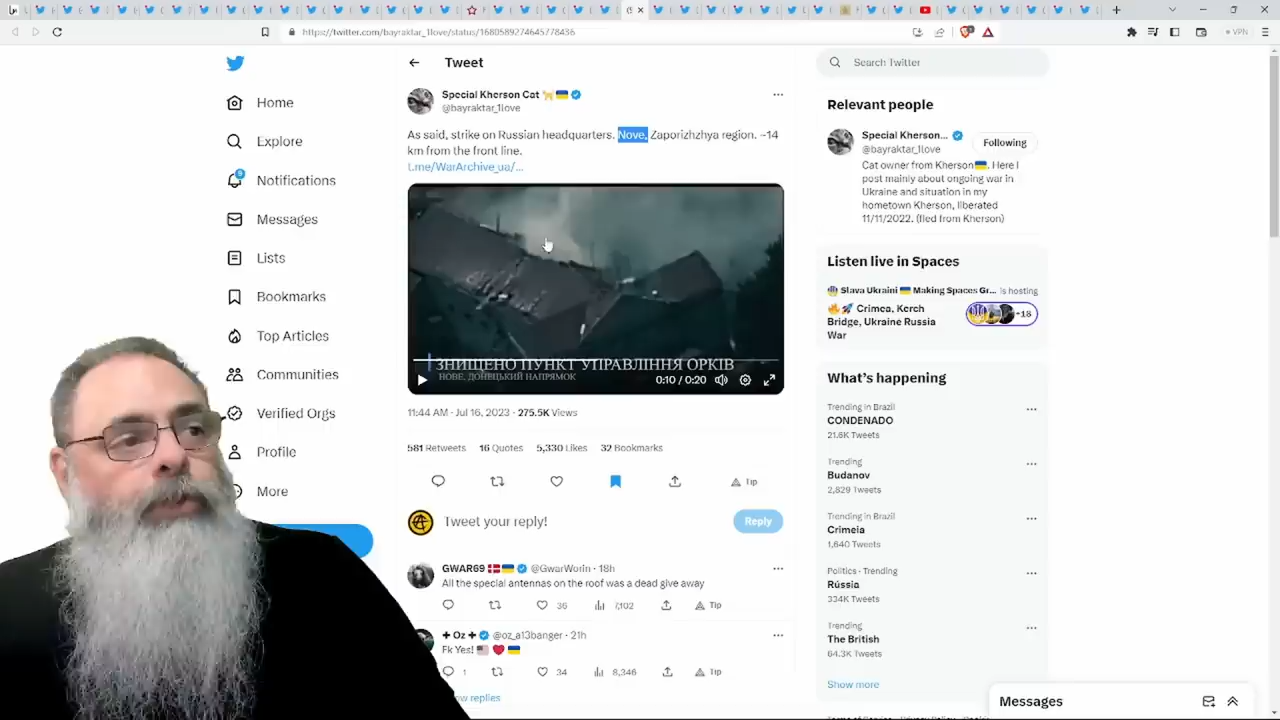 https://twitter.com/bayraktar_1love/status/1680589274645778436
VPN
Home
Explore
9
Notifications
Messages
Lists
Bookmarks
Top Articles
Communities
Verified Orgs
Profile
More
Tweet
Special Kherson Cat
@bayraktar_1love
As said, strike on Russian headquarters. Nove, Zaporizhzhya region. ~14
km from the front line.
t.me/WarArchive_ua/...
ЗНИЩЕНО ПУНКТ УПРАВЛІННЯ ОРКІВ
НОВЕ, ДОНЕЦЬКИЙ НАПРЯМОК
0:10 / 0:20
11:44 AM · Jul 16, 2023 · 275.5K Views
581 Retweets 16 Quotes 5,330 Likes 32 Bookmarks
Tip
Tweet your reply!
Reply
GWAR69 @GwarWorin · 18h
All the special antennas on the roof was a dead give away
36 7,102 Tip
Oz @oz_a13banger · 21h
Fk Yes!
1 34 8,346 Tip
replies
Search Twitter
Relevant people
Special Kherson...
@bayraktar_1love
Following
Cat owner from Kherson. Here I
post mainly about ongoing war in
Ukraine and situation in my
hometown Kherson, liberated
11/11/2022. (fled from Kherson)
Listen live in Spaces
Slava Ukraini Making Spaces Gr... is hosting
Crimea, Kerch
Bridge, Ukraine Russia
War
+18
What's happening
Trending in Brazil
CONDENADO
21.6K Tweets
Trending
Budanov
2,829 Tweets
Trending in Brazil
Crimeia
1,640 Tweets
Politics · Trending
Rússia
334K Tweets
Trending
The British
64.3K Tweets
Show more
Messages